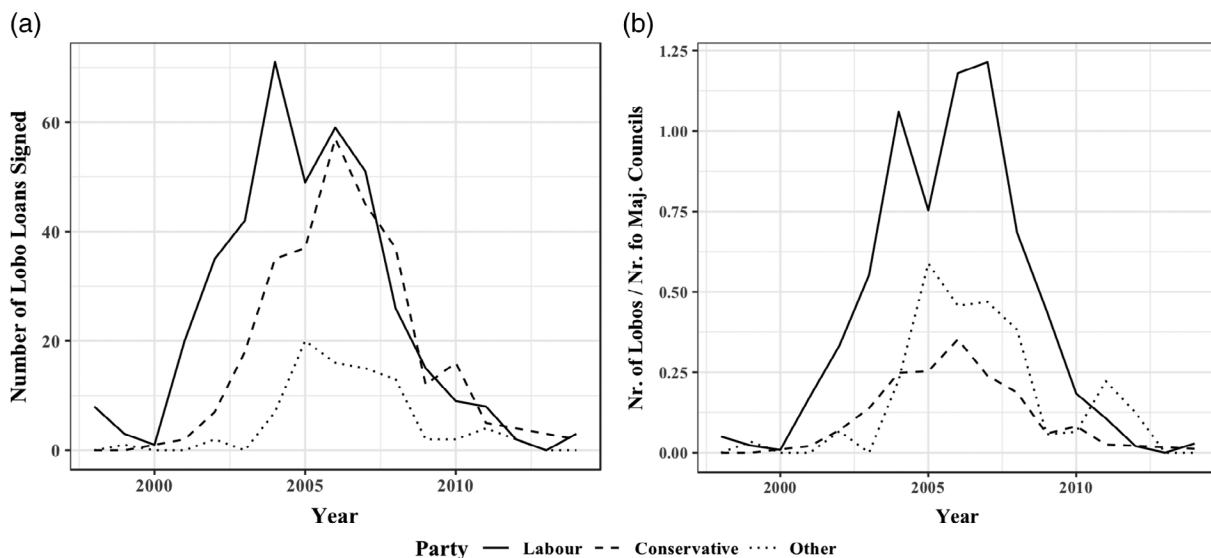 (a)
Number of Lobo Loans Signed
60
40
20
0
2000
2005
2010
Year
(b)
Nr. of Lobos / Nr. fo Maj. Councils
1.25
1.00
0.75
0.50
0.25
0.00
2000
2005
2010
Year
Party Labour Conservative Other